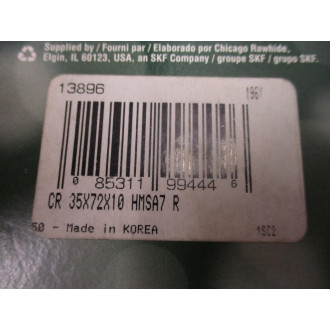 Supplied by / Fourni par / Elaborado por Chicago Rawhide,
Elgin, IL 60123, USA, an SKF Company / groupe SKF / grupo SKF.
13896
0 85311 99444 6
CR 35X72X10 HMSA7 R
50 - Made in KOREA